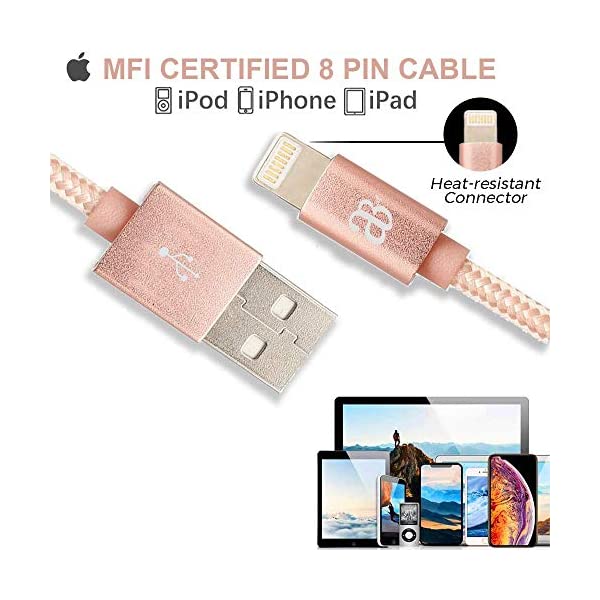 MFI CERTIFIED 8 PIN CABLE
iPod iPhone iPad
Heat-resistant
Connector